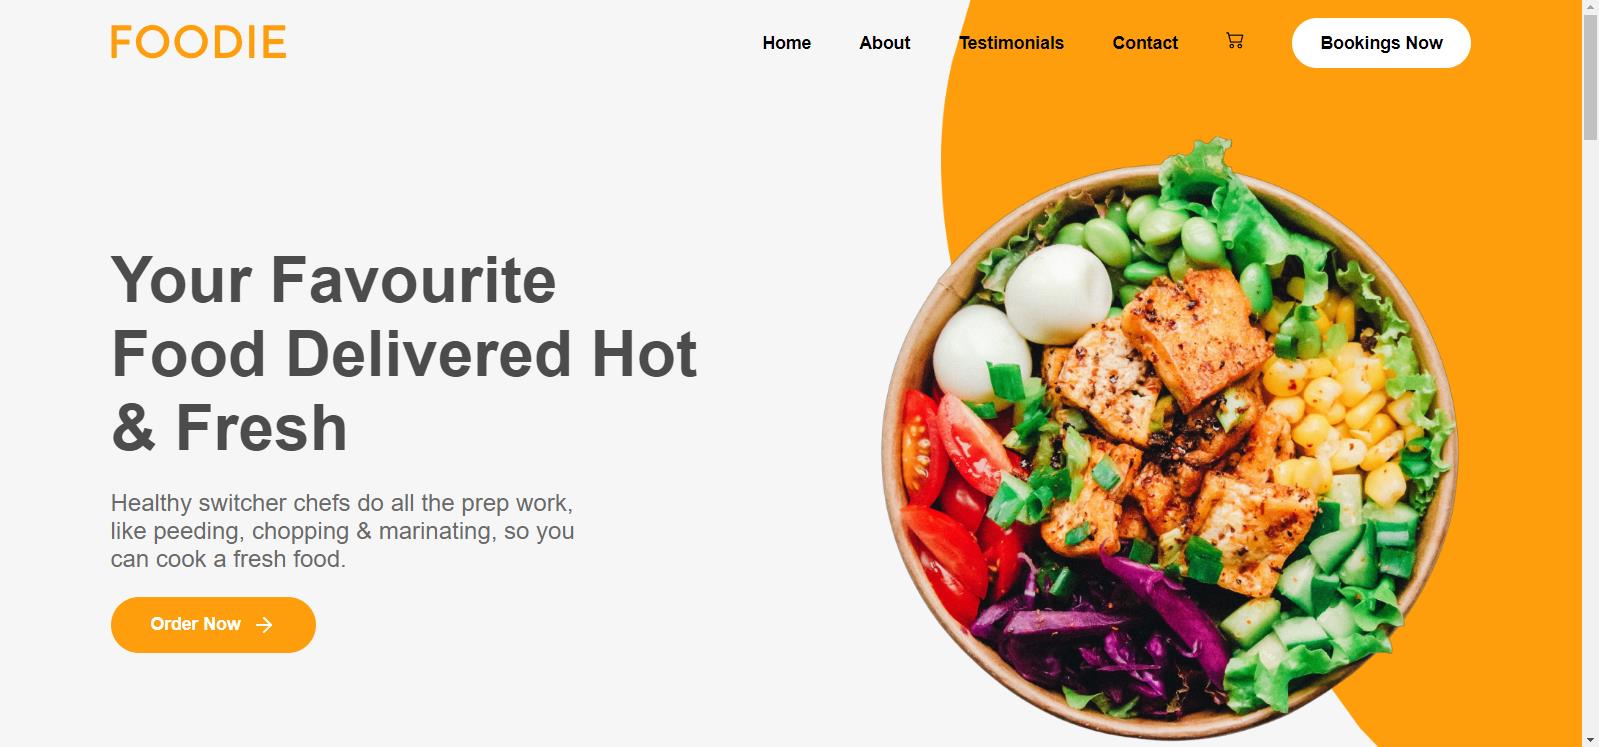 FOODIE
Home About Testimonials Contact Bookings Now
Your Favourite
Food Delivered Hot
& Fresh
Healthy switcher chefs do all the prep work,
like peeding, chopping & marinating, so you
can cook a fresh food.
Order Now